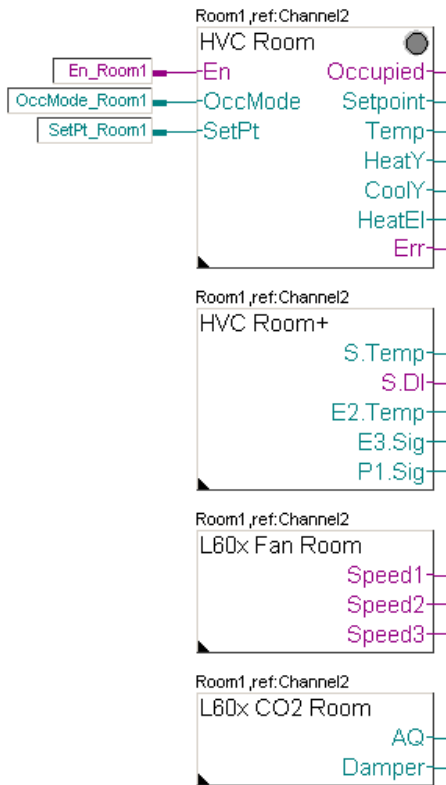 Room1,ref:Channel2
HVC Room
En_Room1
En
Occupied
OccMode_Room1
OccMode
Setpoint
SetPt_Room1
SetPt
Temp
HeatY
CoolY
HeatEl
Err
Room1,ref:Channel2
HVC Room+
S.Temp
S.DI
E2.Temp
E3.Sig
P1.Sig
Room1,ref:Channel2
L60x Fan Room
Speed1
Speed2
Speed3
Room1,ref:Channel2
L60x CO2 Room
AQ
Damper